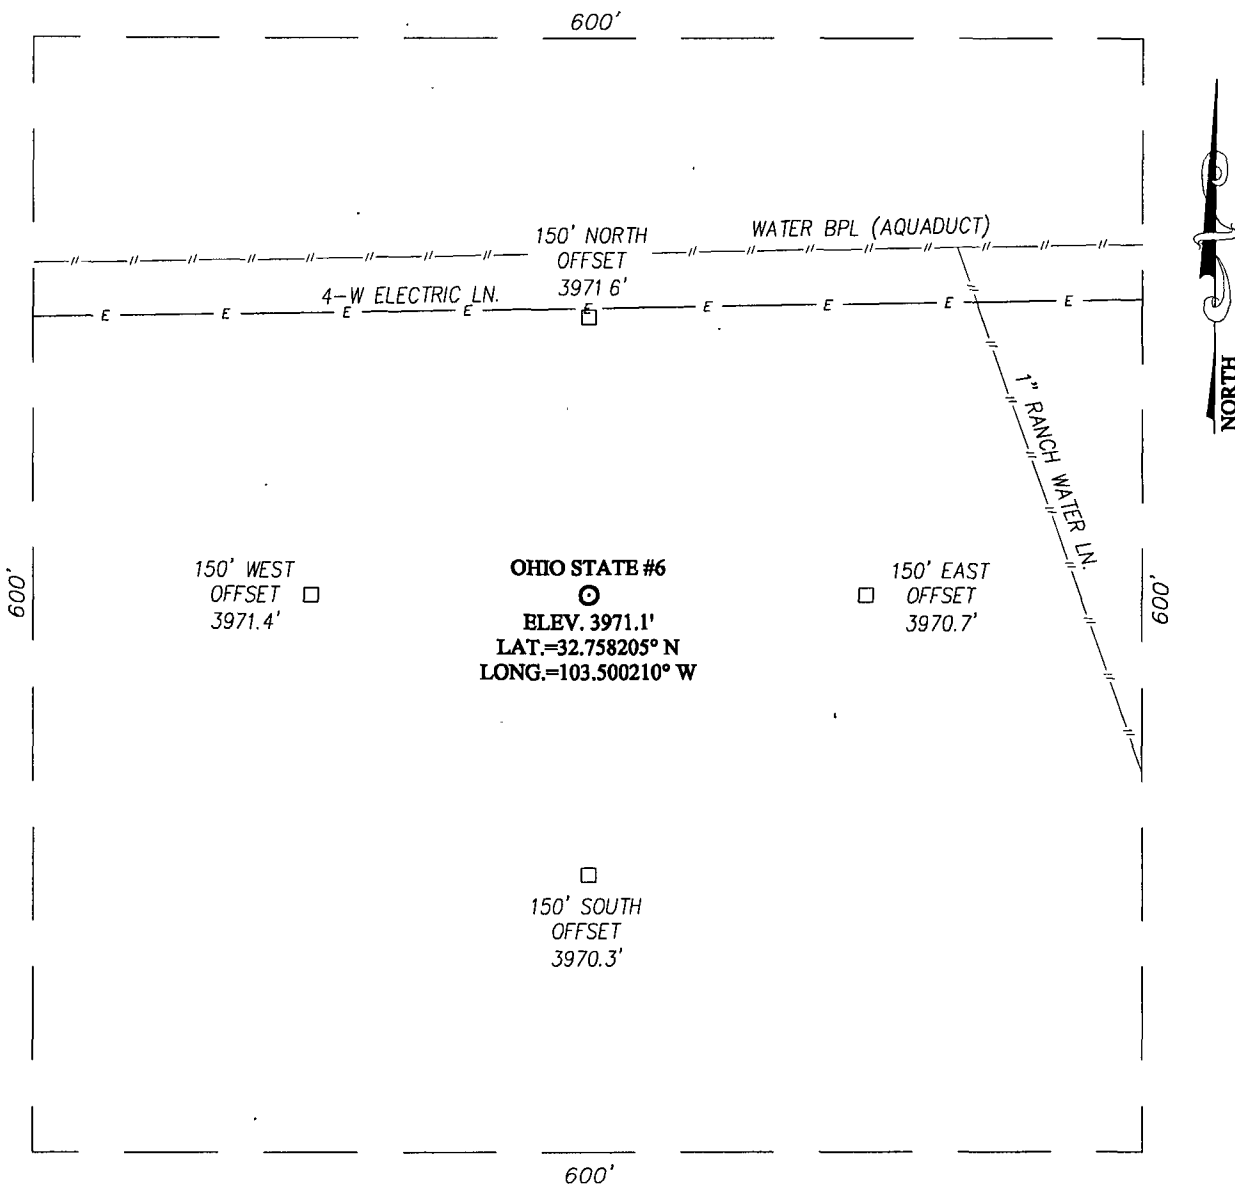 600'
150' NORTH
OFFSET
3971 6'
WATER BPL (AQUADUCT)
4-W ELECTRIC LN.
E E E E E E E E E
1" RANCH WATER LN.
NORTH
600'
150' WEST
OFFSET
3971.4'
OHIO STATE #6
ELEV. 3971.1'
LAT.=32.758205° N
LONG.=103.500210° W
150' EAST
OFFSET
3970.7'
600'
150' SOUTH
OFFSET
3970.3'
600'